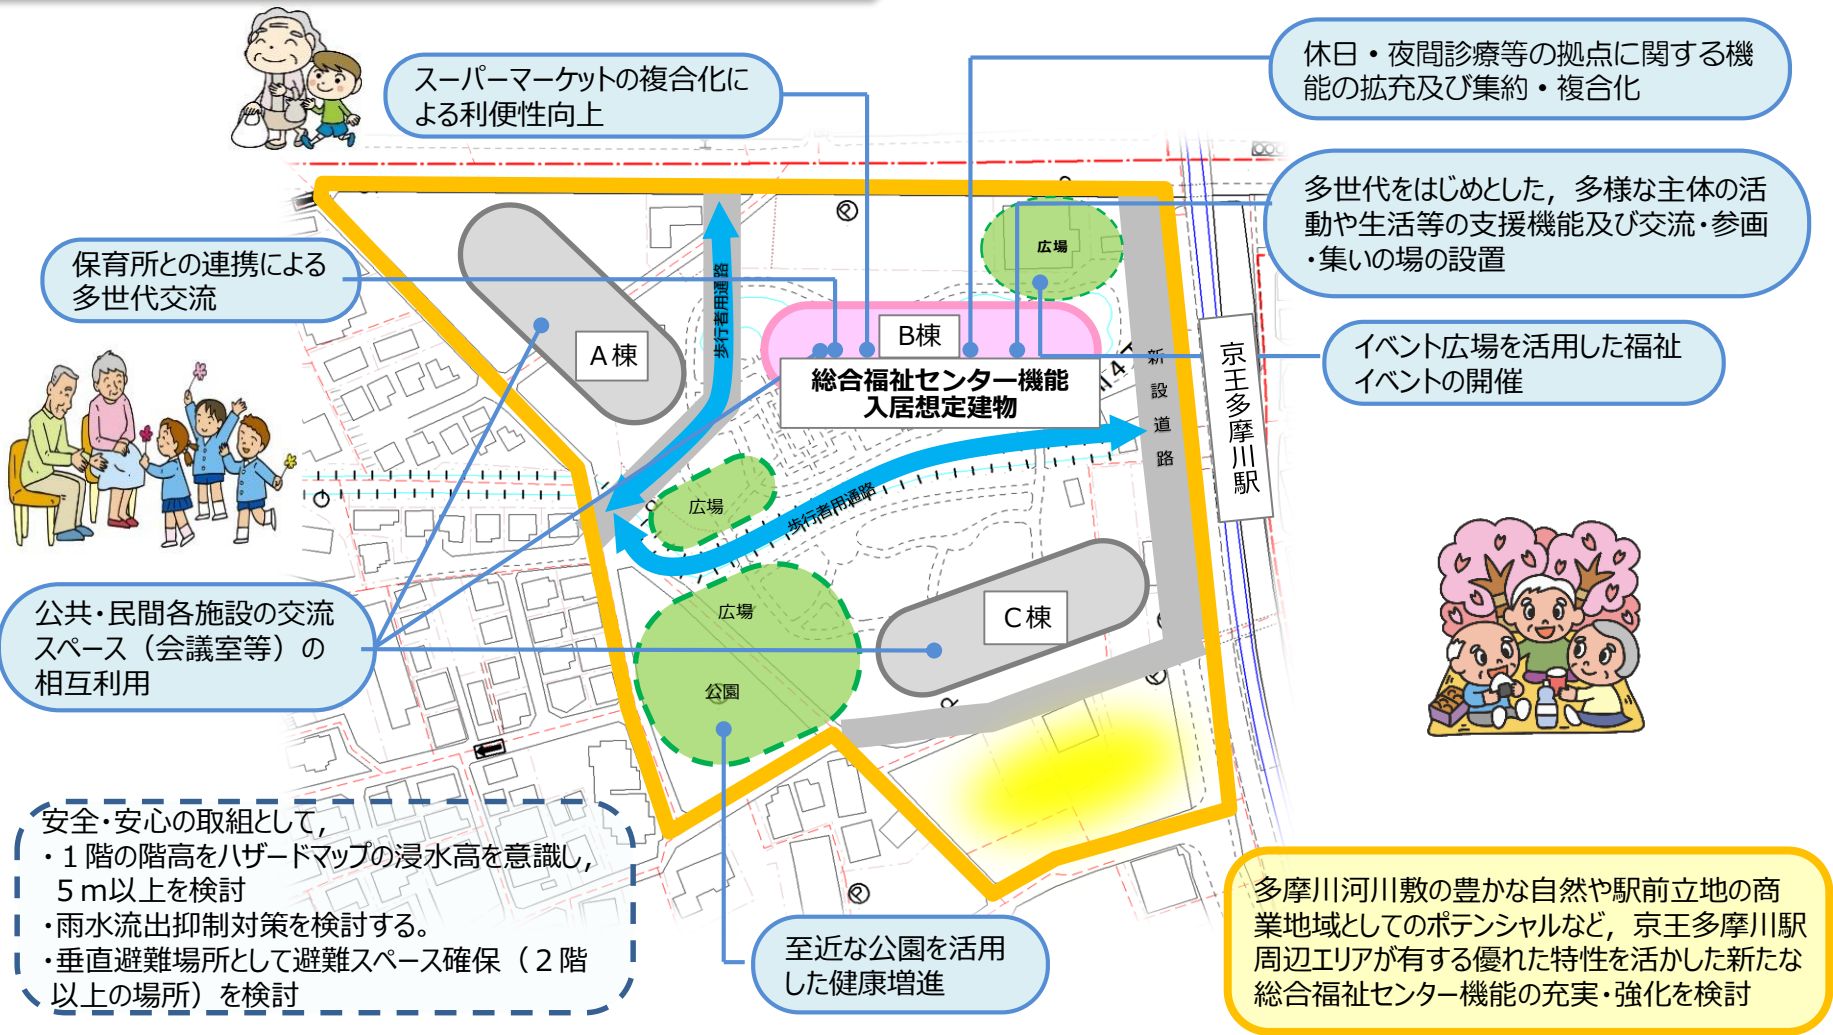 スーパーマーケットの複合化に
よる利便性向上
休日・夜間診療等の拠点に関する機
能の拡充及び集約・複合化
多世代をはじめとした，多様な主体の活
動や生活等の支援機能及び交流・参画
・集いの場の設置
保育所との連携による
多世代交流
広場
歩行者用通路
A棟
B棟
総合福祉センター機能
入居想定建物
新設道路
京王多摩川駅
イベント広場を活用した福祉
イベントの開催
広場
歩行者用通路
公共・民間各施設の交流
スペース（会議室等）の
相互利用
広場
公園
C棟
安全・安心の取組として，
・１階の階高をハザードマップの浸水高を意識し，
５ｍ以上を検討
・雨水流出抑制対策を検討する。
・垂直避難場所として避難スペース確保（２階
以上の場所）を検討
至近な公園を活用
した健康増進
多摩川河川敷の豊かな自然や駅前立地の商
業地域としてのポテンシャルなど，京王多摩川駅
周辺エリアが有する優れた特性を活かした新たな
総合福祉センター機能の充実・強化を検討